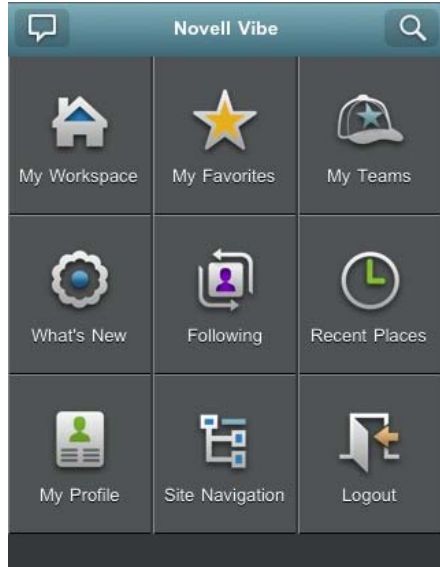 Novell Vibe
My Workspace
My Favorites
My Teams
What's New
Following
Recent Places
My Profile
Site Navigation
Logout